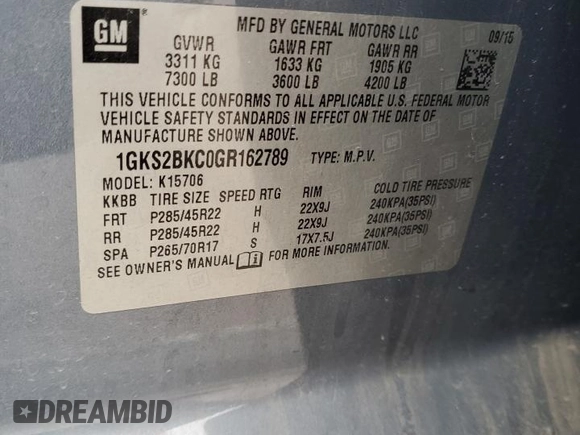 GM
MFD BY GENERAL MOTORS LLC
09/15
GVWR GAWR FRT GAWR RR
3311 KG 1633 KG 1905 KG
7300 LB 3600 LB 4200 LB
THIS VEHICLE CONFORMS TO ALL APPLICABLE U.S. FEDERAL MOTOR
VEHICLE SAFETY STANDARDS IN EFFECT ON THE DATE OF
MANUFACTURE SHOWN ABOVE.
1GKS2BKC0GR162789 TYPE: M.P.V.
MODEL: K15706
KKBB TIRE SIZE SPEED RTG RIM COLD TIRE PRESSURE
FRT P285/45R22 H 22X9J 240KPA(35PSI)
RR P285/45R22 H 22X9J 240KPA(35PSI)
SPA P265/70R17 S 17X7.5J 240KPA(35PSI)
SEE OWNER'S MANUAL FOR MORE INFORMATION.
DREAMBID